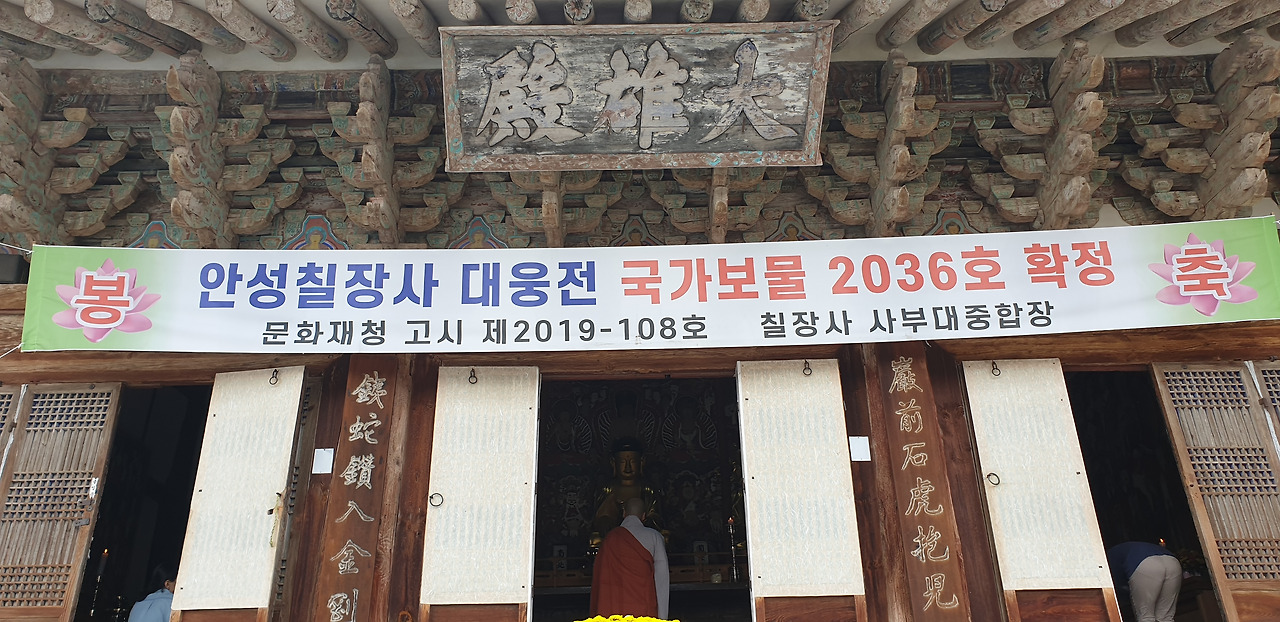 大雄殿
봉
안성칠장사 대웅전 국가보물 2036호 확정
문화재청 고시 제2019-108호 칠장사 사부대중합장
축
巖前石虎抱児
銕蛇鑽入金剛